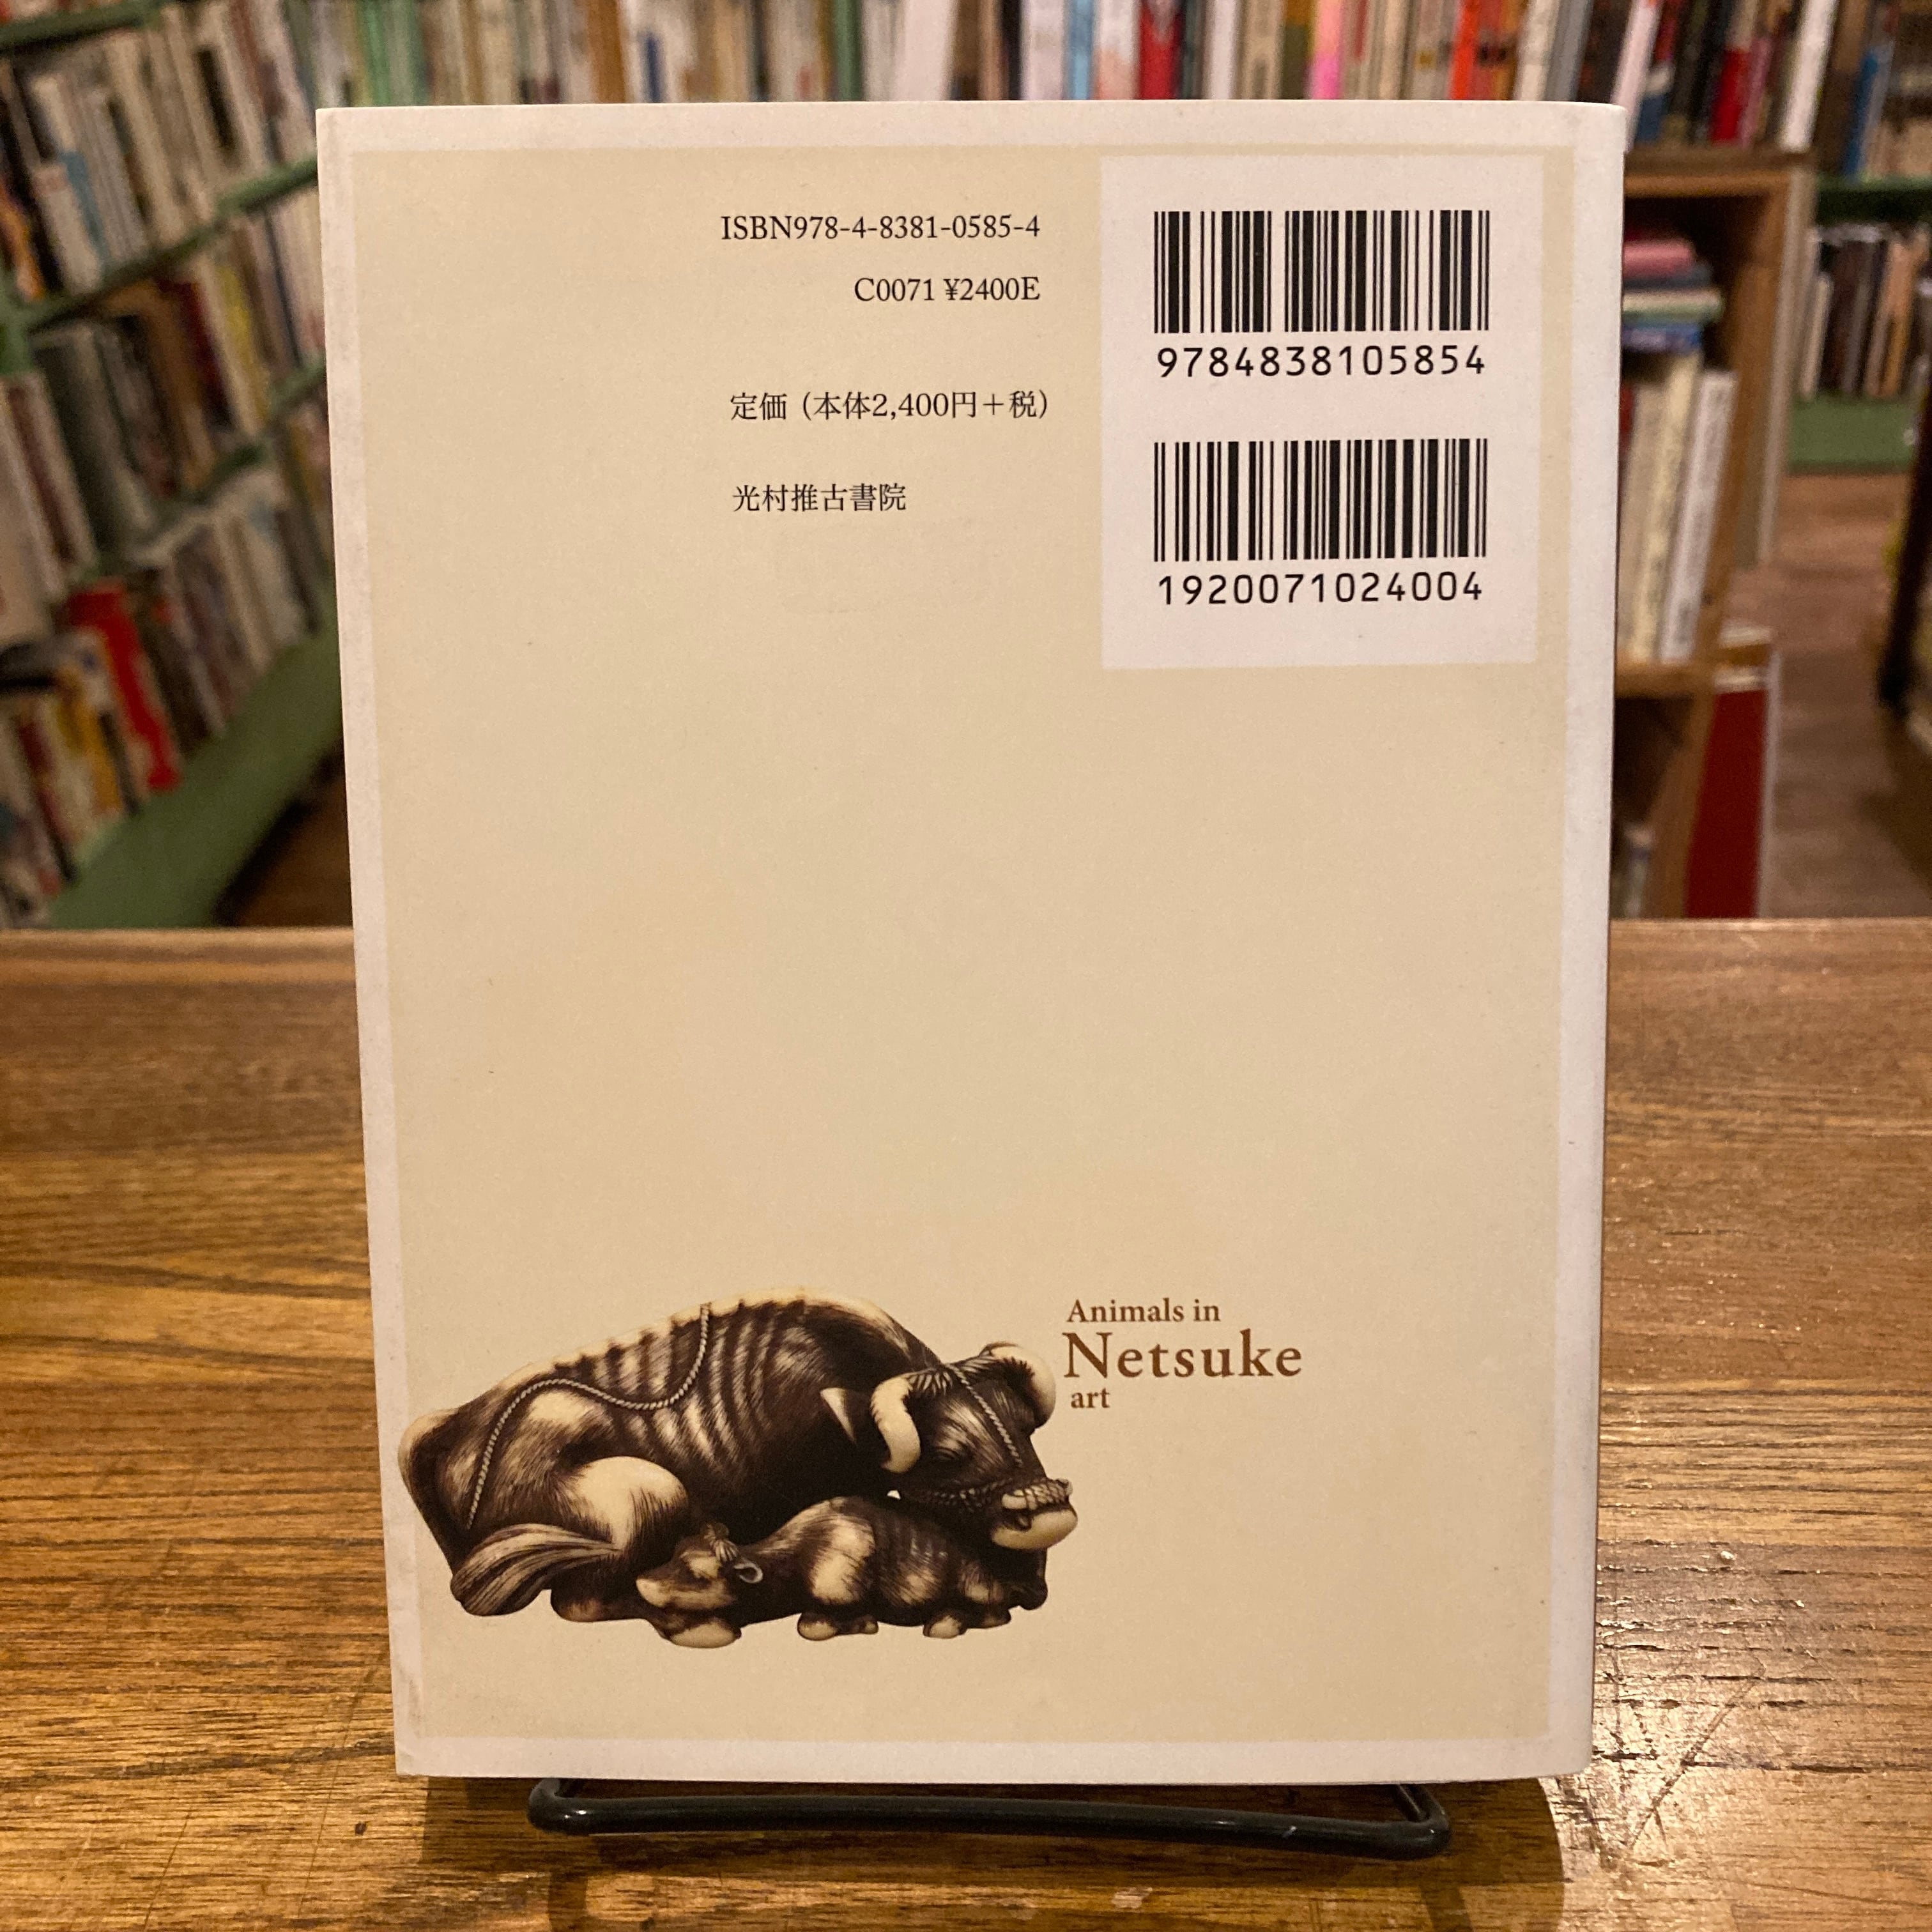 ISBN978-4-8381-0585-4
C0071 ¥2400E
定価（本体2,400円＋税）
光村推古書院
9784838105854
1920071024004
Animals in
Netsuke
art